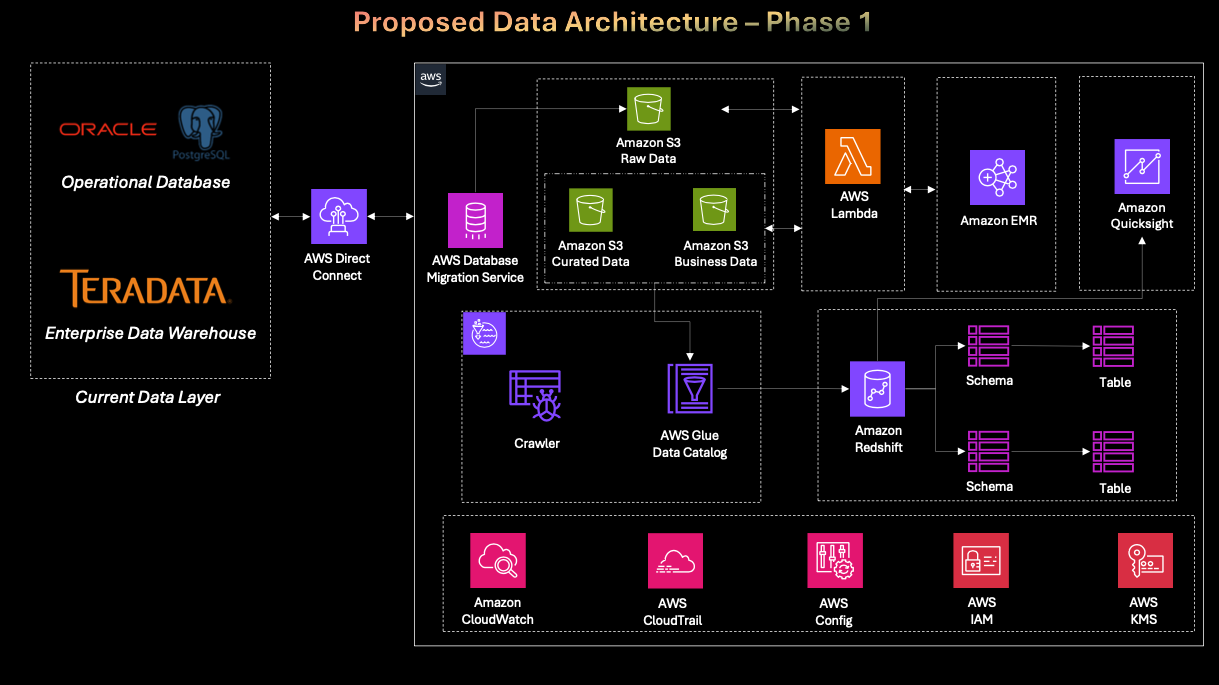 Proposed Data Architecture – Phase 1
ORACLE
PostgreSQL
Operational Database
TERADATA.
Enterprise Data Warehouse
Current Data Layer
AWS Direct
Connect
aws
AWS Database
Migration Service
Amazon S3
Raw Data
Amazon S3
Curated Data
Amazon S3
Business Data
AWS
Lambda
Amazon EMR
Amazon
Quicksight
Crawler
AWS Glue
Data Catalog
Amazon
Redshift
Schema
Table
Schema
Table
Amazon
CloudWatch
AWS
CloudTrail
AWS
Config
AWS
IAM
AWS
KMS